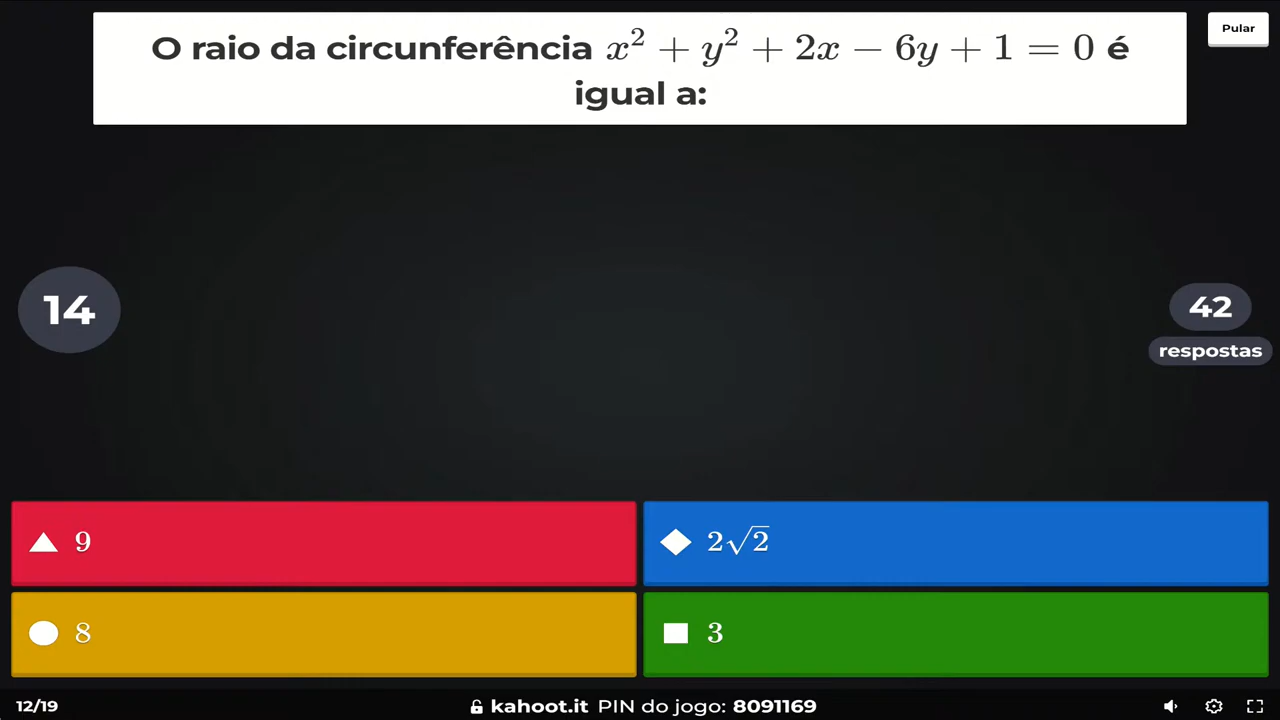 Pular
O raio da circunferência x² + y² + 2x − 6y + 1 = 0 é
igual a:
14
42
respostas
9
2√2
8
3
12/19
kahoot.it PIN do jogo: 8091169